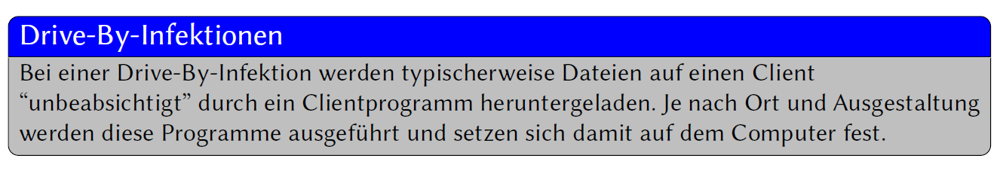 Drive-By-Infektionen
Bei einer Drive-By-Infektion werden typischerweise Dateien auf einen Client
“unbeabsichtigt” durch ein Clientprogramm heruntergeladen. Je nach Ort und Ausgestaltung
werden diese Programme ausgeführt und setzen sich damit auf dem Computer fest.